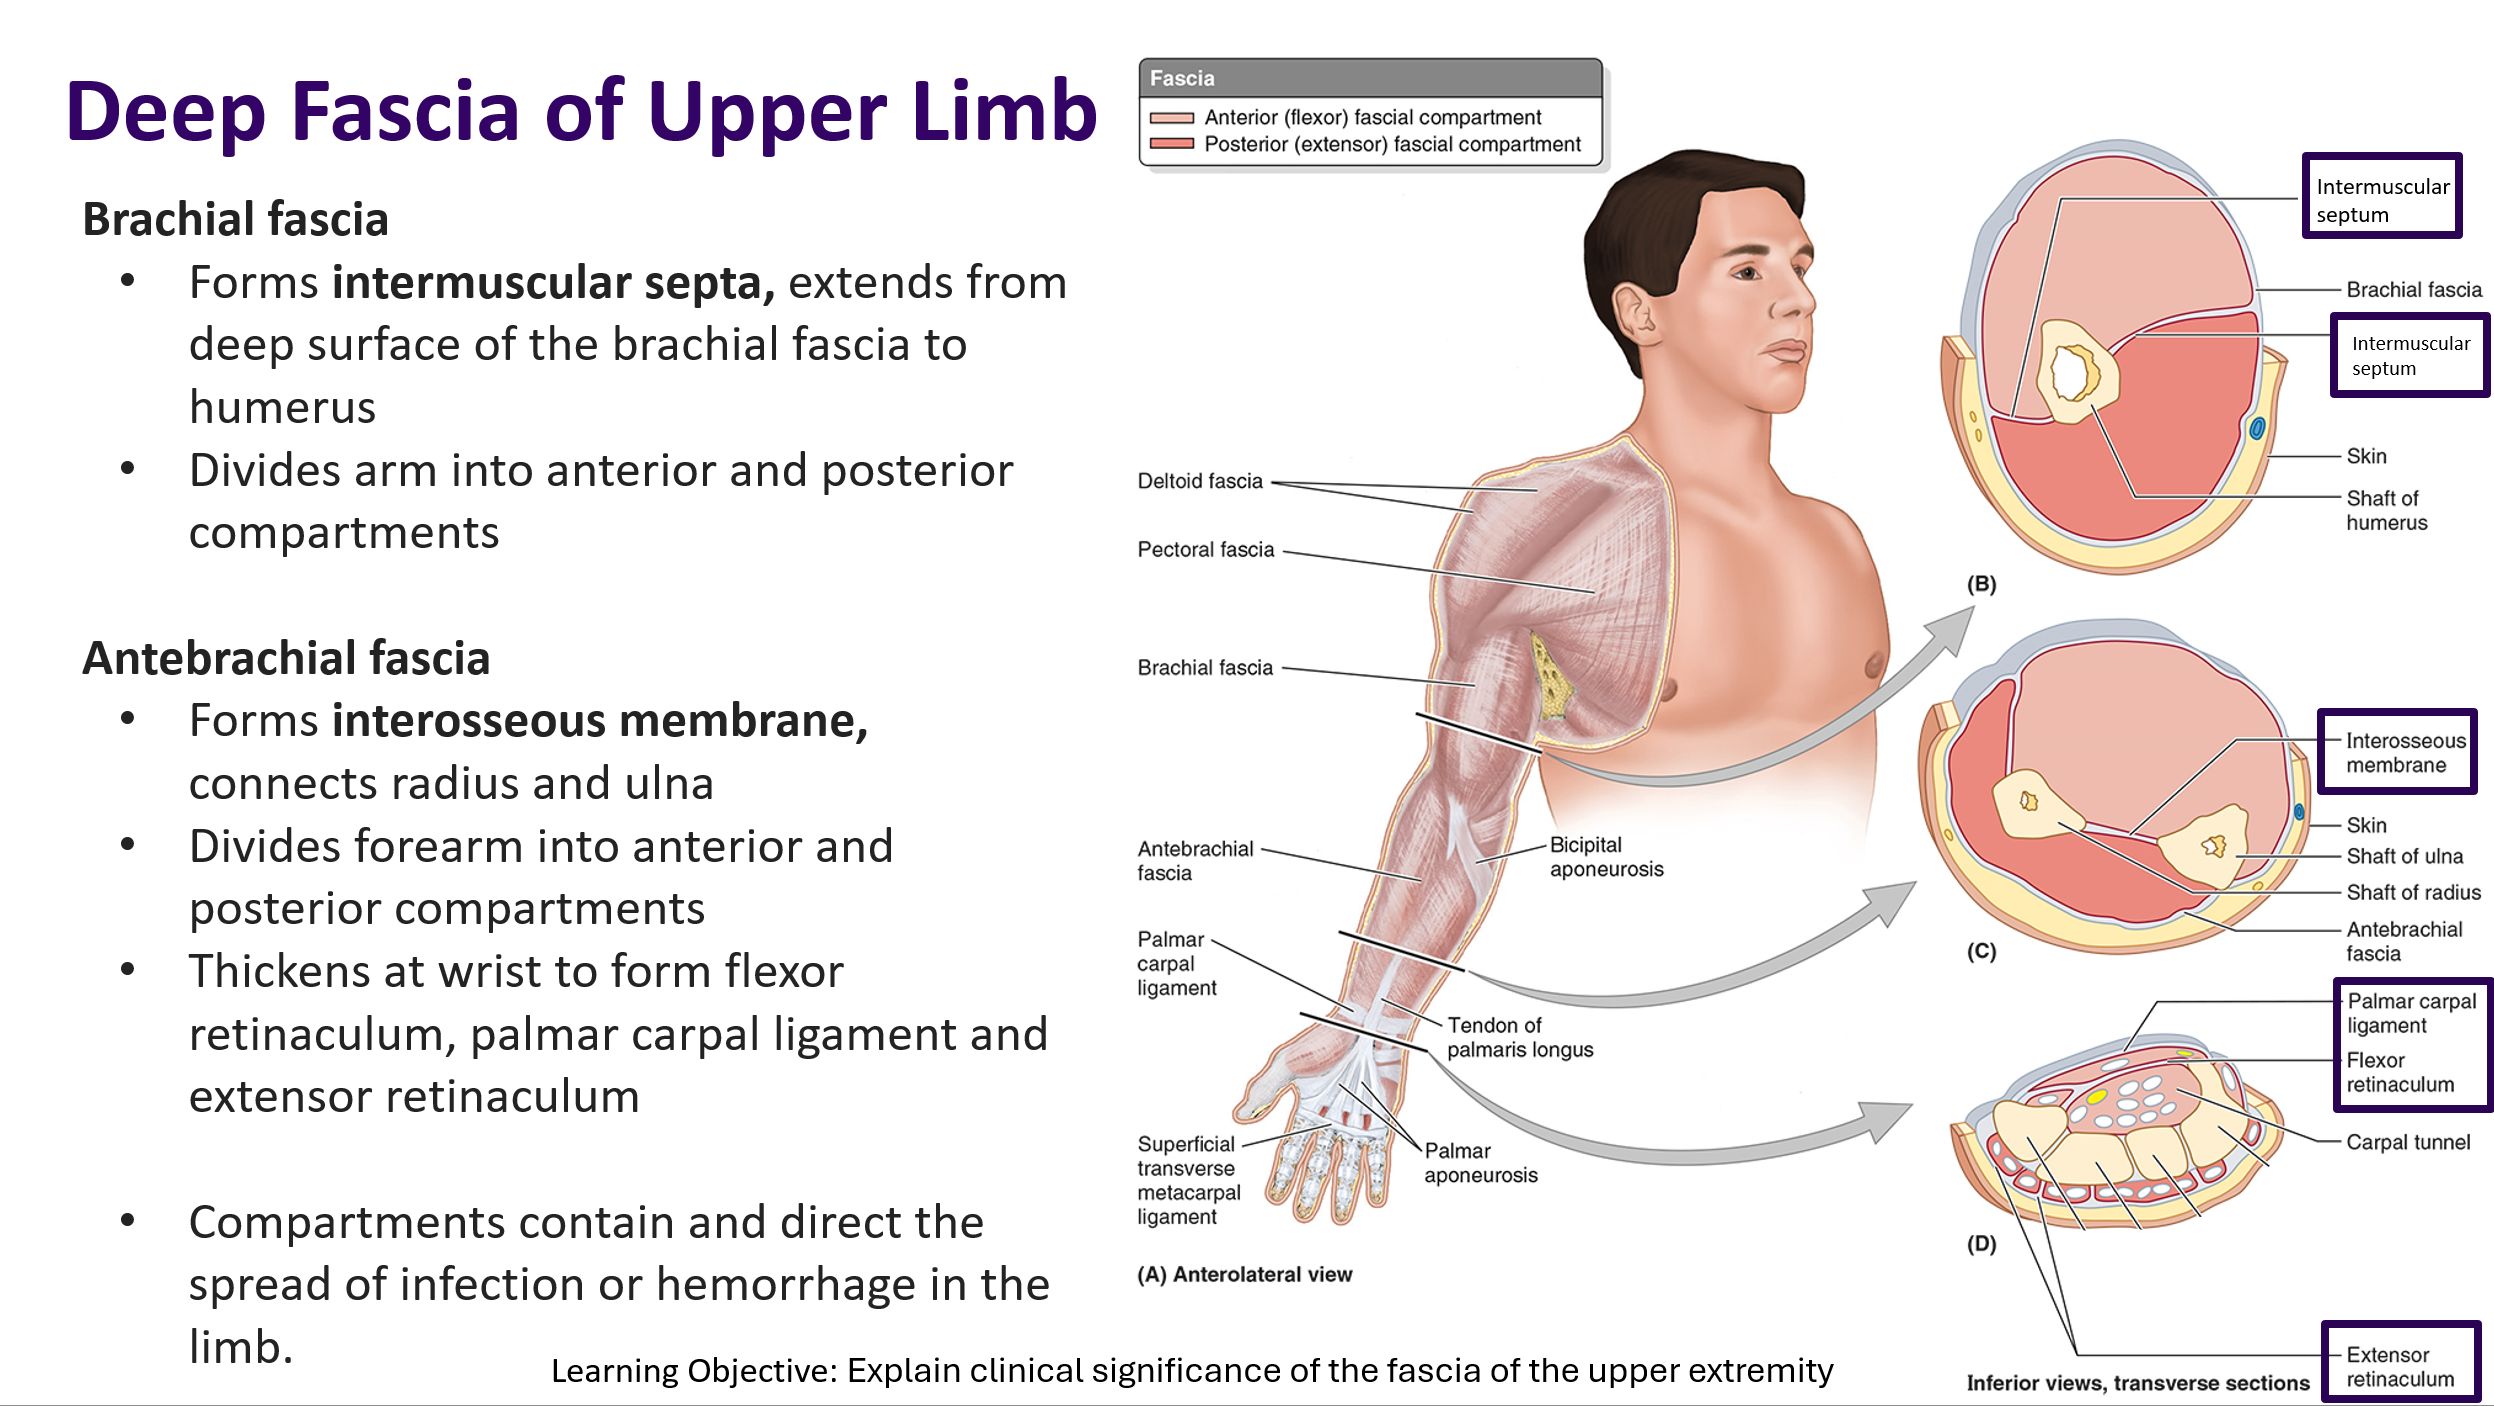 Deep Fascia of Upper Limb
Brachial fascia
• Forms intermuscular septa, extends from
deep surface of the brachial fascia to
humerus
• Divides arm into anterior and posterior
compartments
Antebrachial fascia
• Forms interosseous membrane,
connects radius and ulna
• Divides forearm into anterior and
posterior compartments
• Thickens at wrist to form flexor
retinaculum, palmar carpal ligament and
extensor retinaculum
• Compartments contain and direct the
spread of infection or hemorrhage in the
limb.
Learning Objective: Explain clinical significance of the fascia of the upper extremity
Fascia
Anterior (flexor) fascial compartment
Posterior (extensor) fascial compartment
Deltoid fascia
Pectoral fascia
Brachial fascia
Antebrachial
fascia
Bicipital
aponeurosis
Palmar
carpal
ligament
Tendon of
palmaris longus
Superficial
transverse
metacarpal
ligament
Palmar
aponeurosis
(A) Anterolateral view
Intermuscular
septum
Brachial fascia
Intermuscular
septum
Skin
Shaft of
humerus
(B)
Interosseous
membrane
Skin
Shaft of ulna
Shaft of radius
Antebrachial
fascia
(C)
Palmar carpal
ligament
Flexor
retinaculum
Carpal tunnel
(D)
Extensor
retinaculum
Inferior views, transverse sections